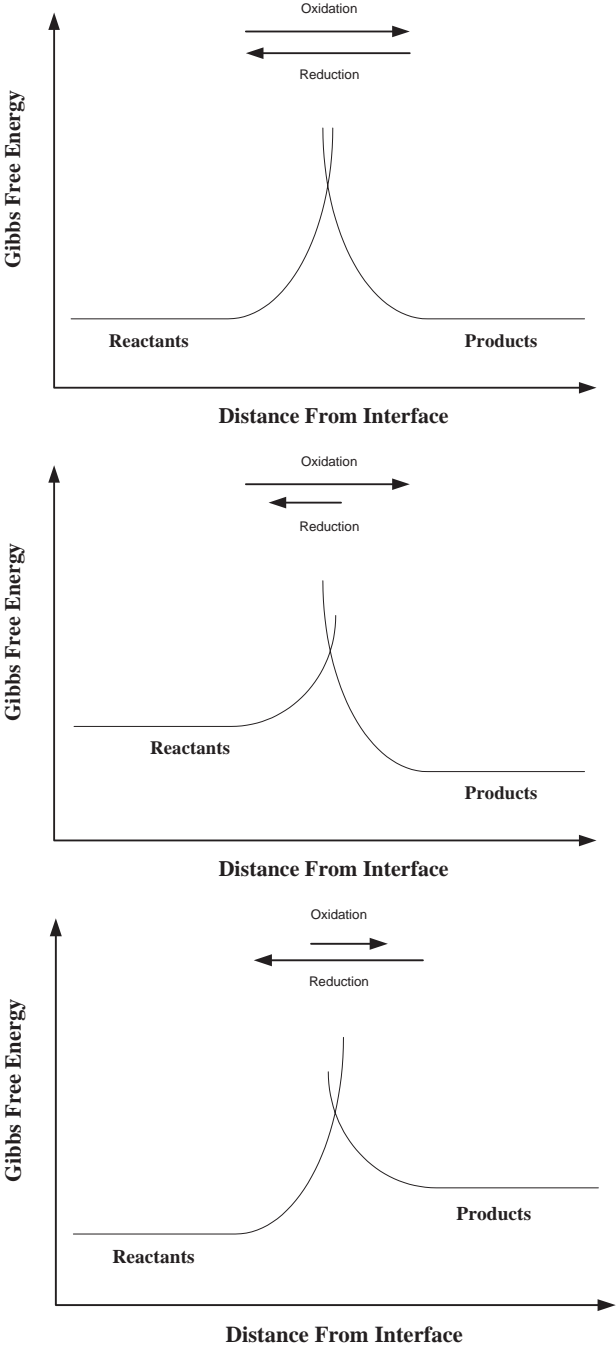 Oxidation
Reduction
Gibbs Free Energy
Reactants
Products
Distance From Interface
Oxidation
Reduction
Gibbs Free Energy
Reactants
Products
Distance From Interface
Oxidation
Reduction
Gibbs Free Energy
Products
Reactants
Distance From Interface